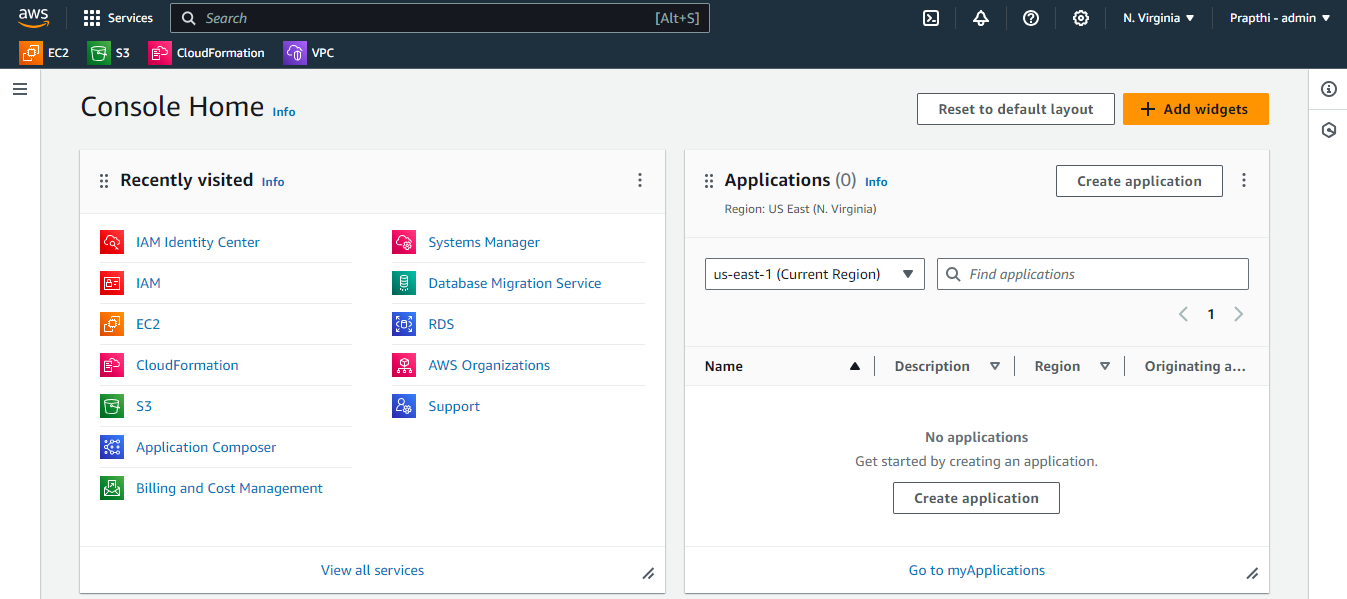 aws Services Search [Alt+S] N. Virginia Prapthi - admin
EC2 S3 CloudFormation VPC
Console Home Info Reset to default layout Add widgets
Recently visited Info
IAM Identity Center
IAM
EC2
CloudFormation
S3
Application Composer
Billing and Cost Management
Systems Manager
Database Migration Service
RDS
AWS Organizations
Support
View all services
Applications (0) Info Create application
Region: US East (N. Virginia)
us-east-1 (Current Region) Find applications
1
Name Description Region Originating a...
No applications
Get started by creating an application.
Create application
Go to myApplications